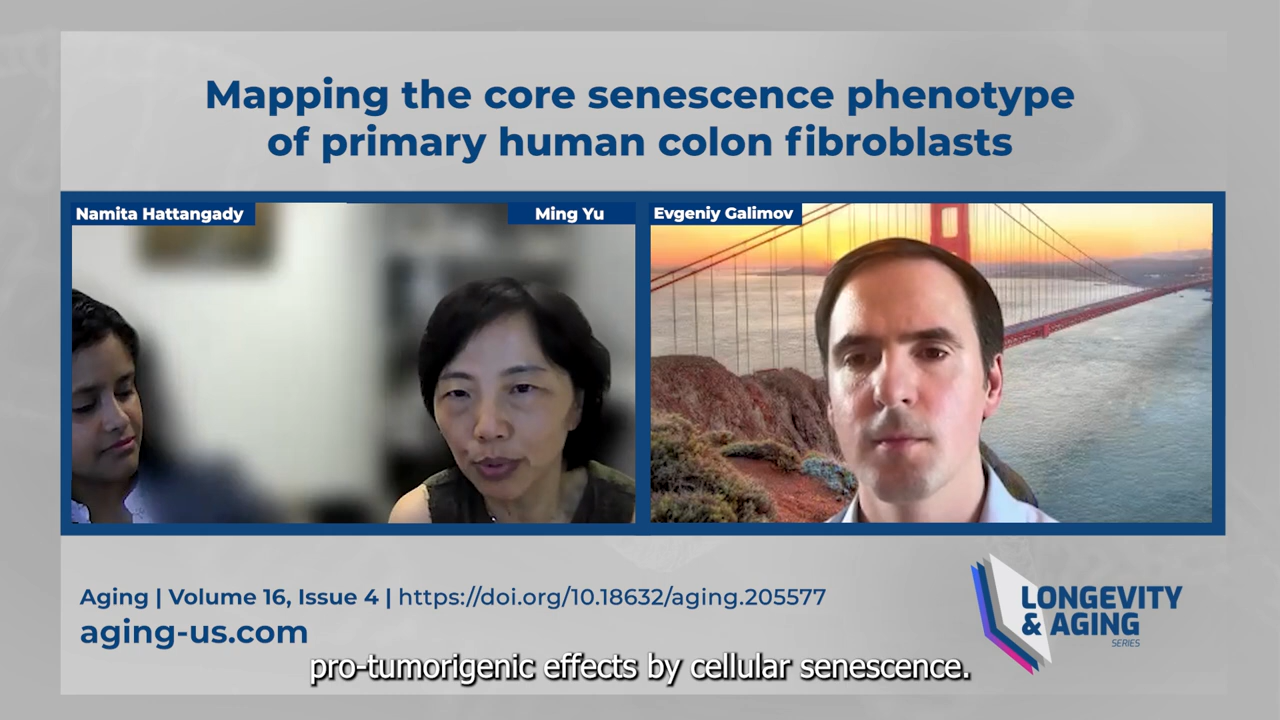 Mapping the core senescence phenotype
of primary human colon fibroblasts
Namita Hattangady
Ming Yu
Evgeniy Galimov
Aging | Volume 16, Issue 4 | https://doi.org/10.18632/aging.205577
aging-us.com
LONGEVITY
& AGING
SERIES
pro-tumorigenic effects by cellular senescence.